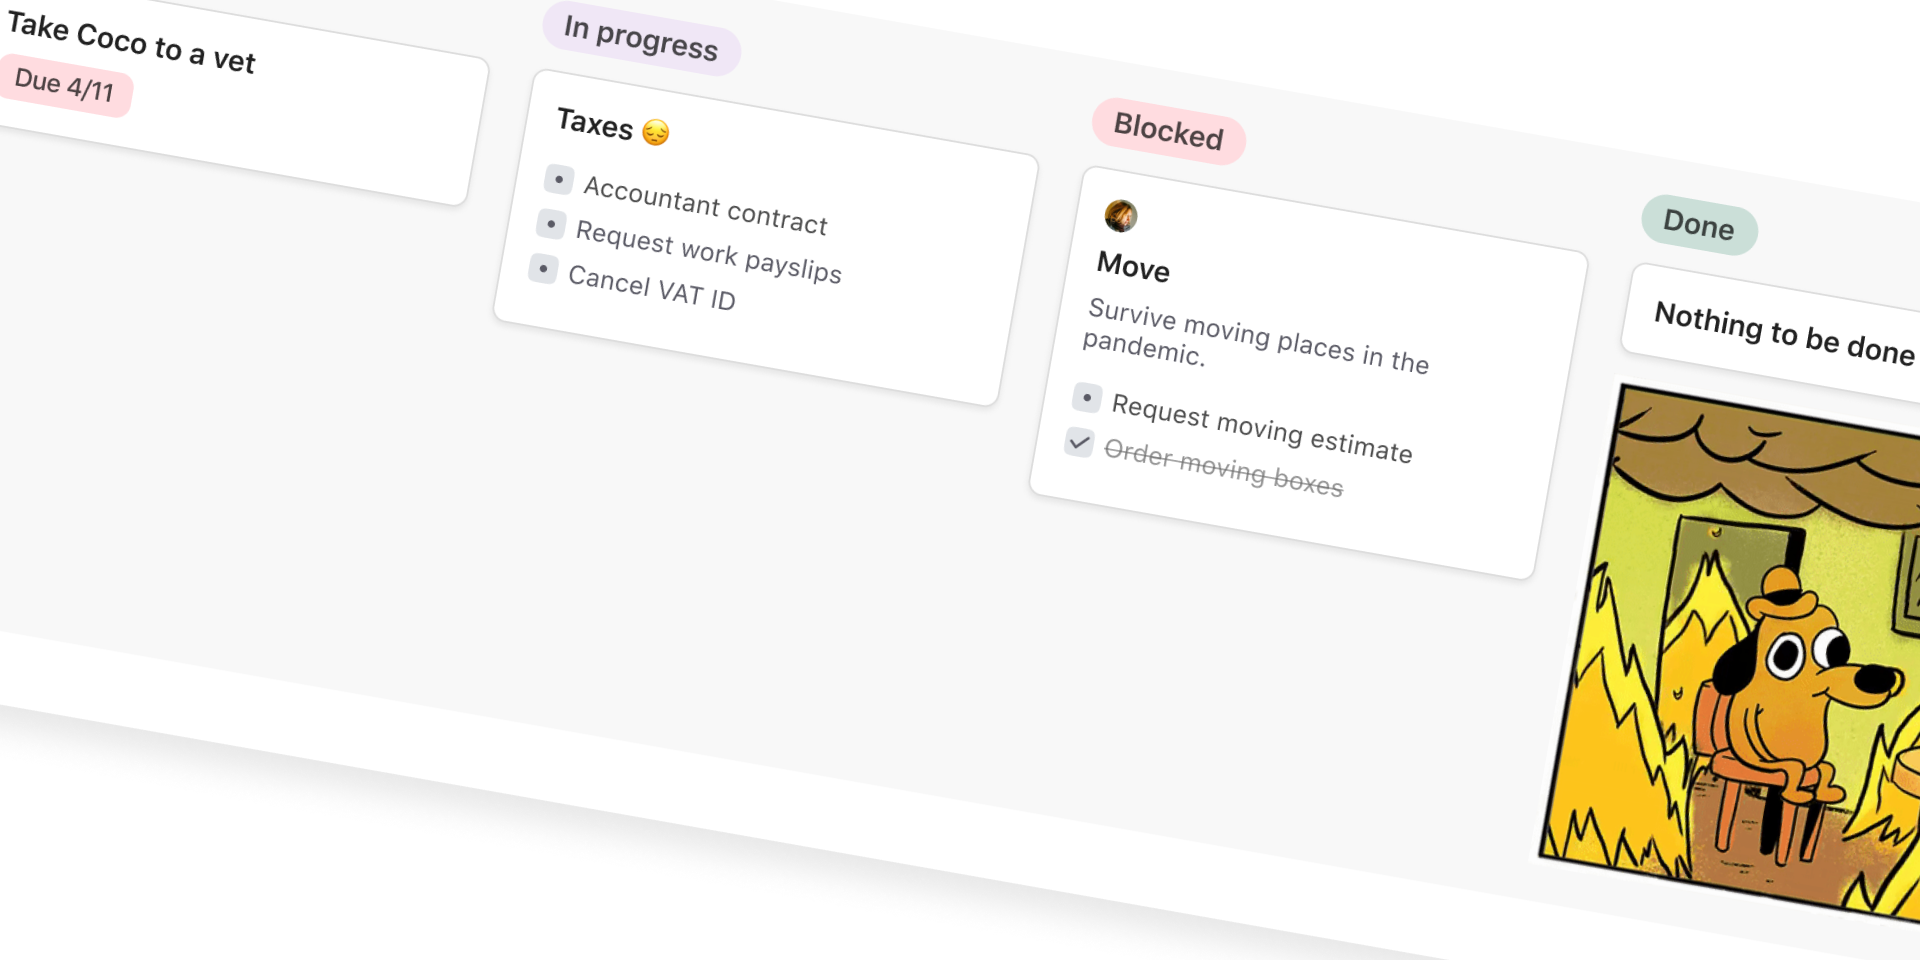 Take Coco to a vet
Due 4/11
In progress
Taxes 😔
Accountant contract
Request work payslips
Cancel VAT ID
Blocked
Move
Survive moving places in the
pandemic.
Request moving estimate
Order moving boxes
Done
Nothing to be done